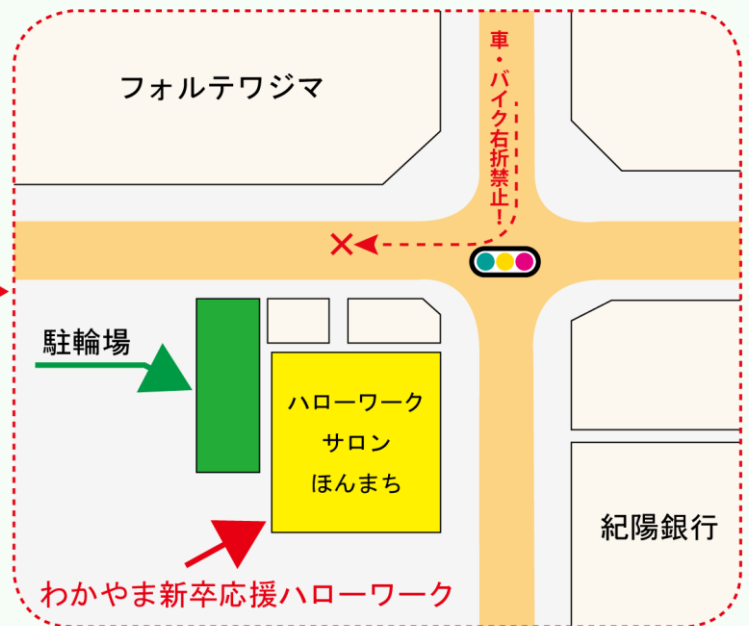 フォルテワジマ
車・バイク右折禁止!
駐輪場
ハローワーク
サロン
ほんまち
紀陽銀行
わかやま新卒応援ハローワーク